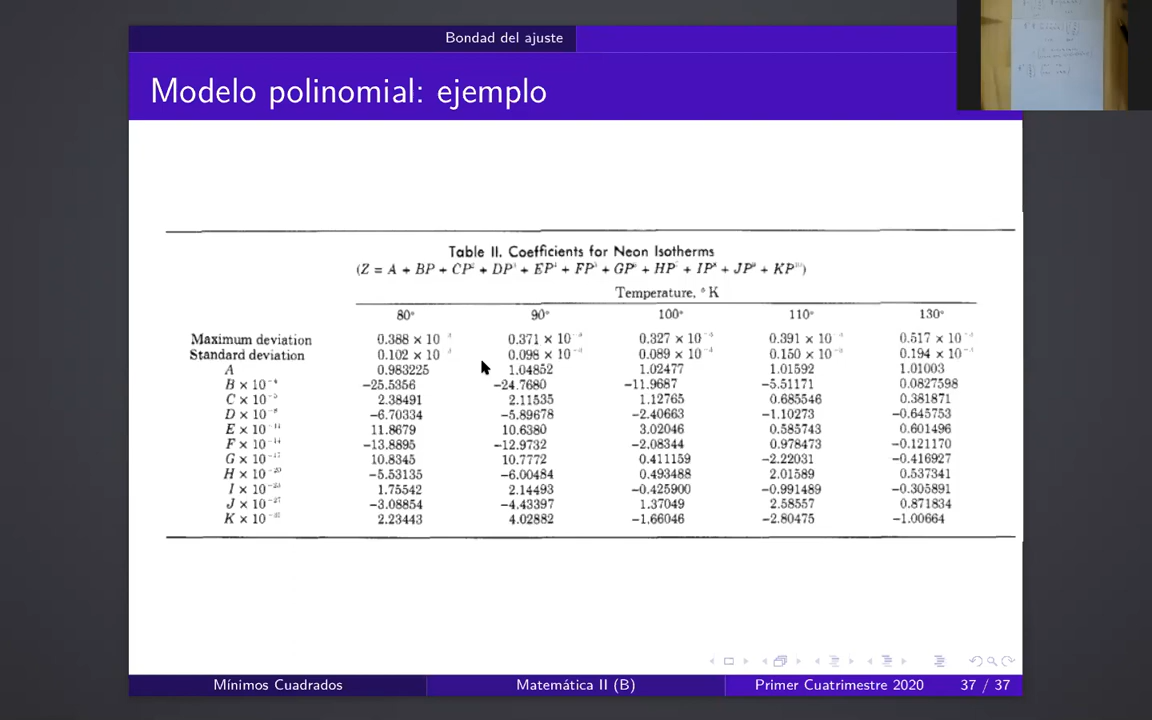 Bondad del ajuste
Modelo polinomial: ejemplo
Table II. Coefficients for Neon Isotherms
(Z = A + BP + CP² + DP³ + EP⁴ + FP⁵ + GP⁶ + HP⁷ + IP⁸ + JP⁹ + KP¹⁰)
Temperature, °K
80° 90° 100° 110° 130°
Maximum deviation 0.388 × 10 0.371 × 10 0.327 × 10 0.391 × 10 0.517 × 10
Standard deviation 0.102 × 10 0.098 × 10 0.089 × 10 0.150 × 10 0.194 × 10
A 0.983225 1.04852 1.02477 1.01592 1.01003
B × 10 −25.5356 −24.7680 −11.9687 −5.51171 0.0827598
C × 10 2.38491 2.11535 1.12765 0.685546 0.381871
D × 10 −6.70334 −5.89678 −2.40663 −1.10273 −0.645753
E × 10 11.8679 10.6380 3.02046 0.585743 0.601496
F × 10 −13.8895 −12.9732 −2.08344 0.978473 −0.121170
G × 10 10.8345 10.7772 0.411159 −2.22031 −0.416927
H × 10⁻²⁰ −5.53135 −6.00484 0.493488 2.01589 0.537341
I × 10 1.75542 2.14493 −0.425900 −0.991489 −0.305891
J × 10 −3.08854 −4.43397 1.37049 2.58557 0.871834
K × 10 2.23443 4.02882 −1.66046 −2.80475 −1.00664
Mínimos Cuadrados Matemática II (B) Primer Cuatrimestre 2020 37 / 37